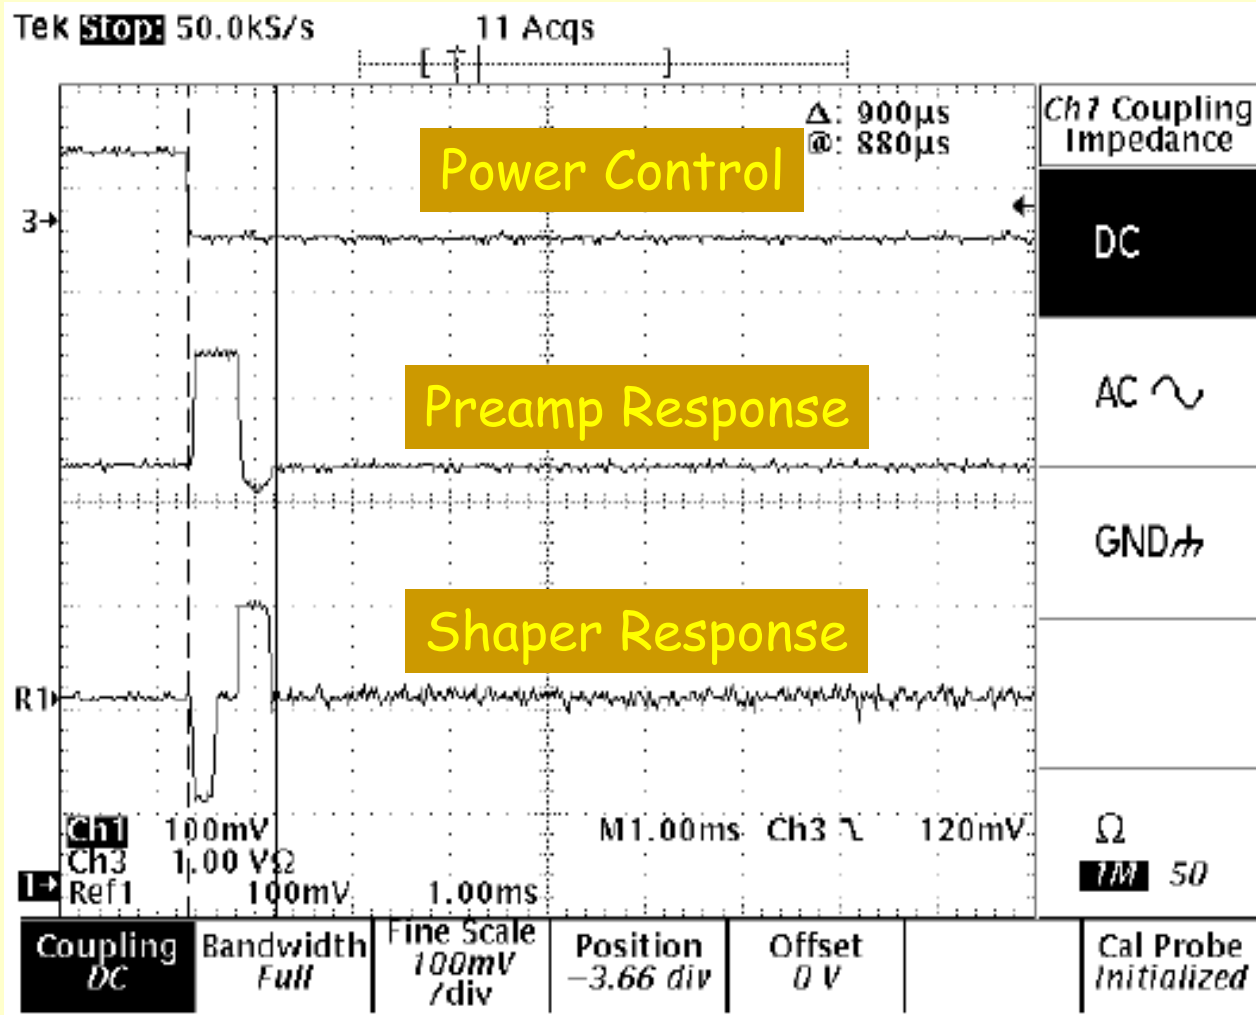 Tek Stop: 50.0kS/s 11 Acqs
[ T ]
Δ: 900µs
@: 880µs
Ch1 Coupling
Impedance
Power Control
3→
DC
Preamp Response
AC
GND
Shaper Response
R1
Ch1 100mV M1.00ms Ch3 120mV
Ch3 1.00 VΩ
1→
Ref1 100mV 1.00ms
Ω
1M 50
Coupling
DC
Bandwidth
Full
Fine Scale
100mV
/div
Position
−3.66 div
Offset
0 V
Cal Probe
Initialized